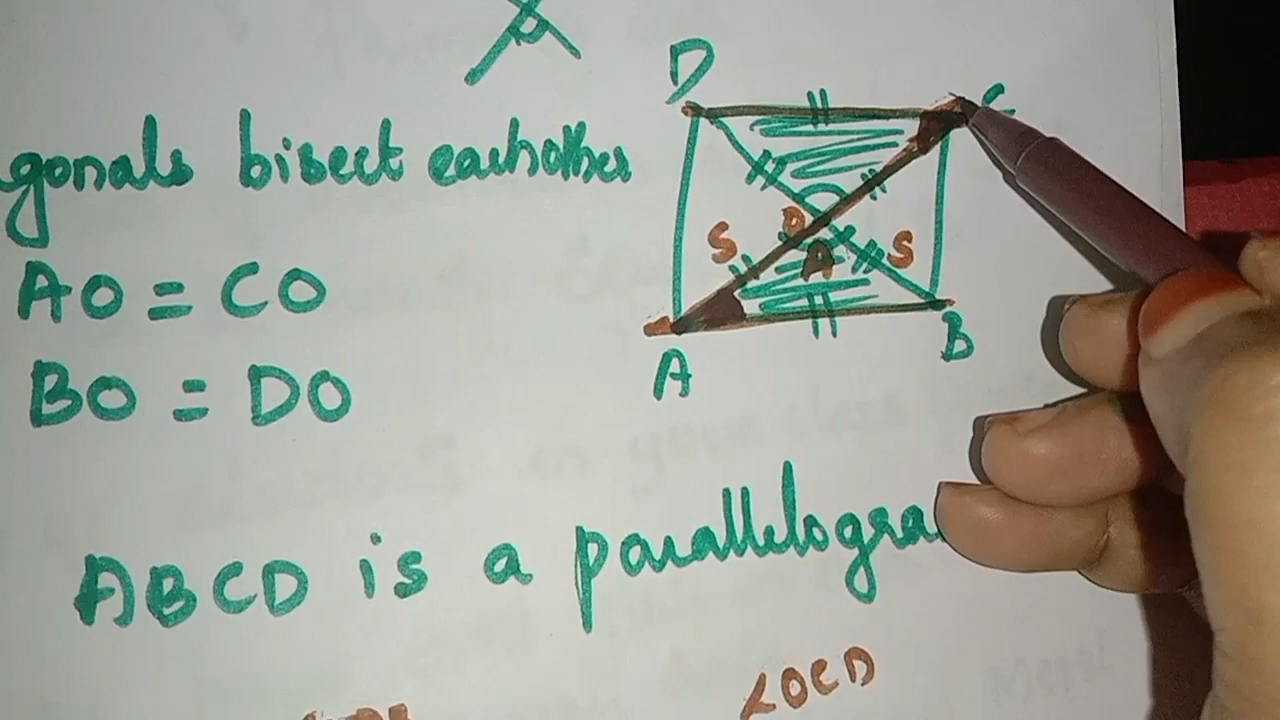 D
C
gonals bisect eachother
S O A S
AO = CO
A B
BO = DO
ABCD is a parallelogra
∠OCD